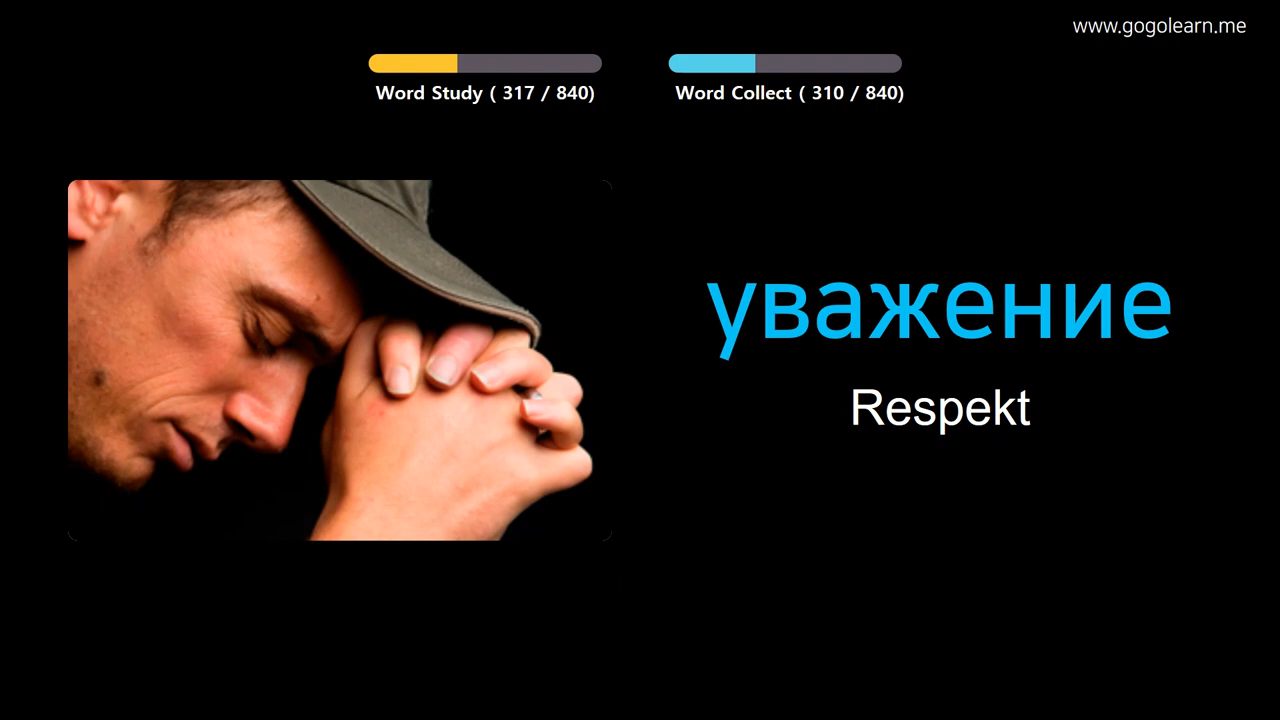 www.gogolearn.me
Word Study ( 317 / 840)
Word Collect ( 310 / 840)
уважение
Respekt